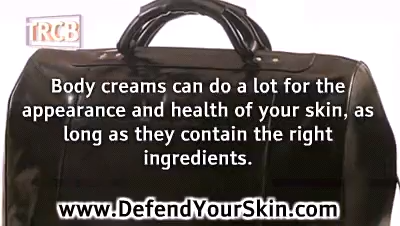 TRCB
Body creams can do a lot for the
appearance and health of your skin, as
long as they contain the right
ingredients.
www.DefendYourSkin.com